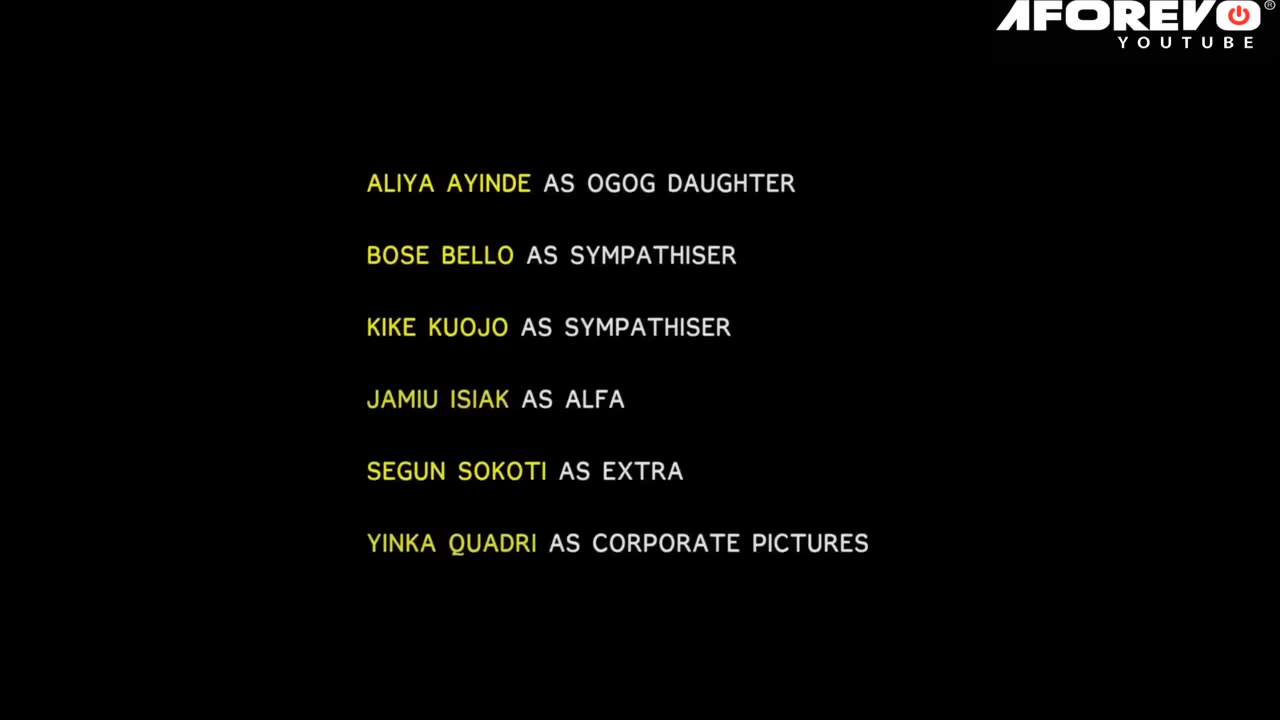 AFOREVO®
YOUTUBE
ALIYA AYINDE AS OGOG DAUGHTER
BOSE BELLO AS SYMPATHISER
KIKE KUOJO AS SYMPATHISER
JAMIU ISIAK AS ALFA
SEGUN SOKOTI AS EXTRA
YINKA QUADRI AS CORPORATE PICTURES